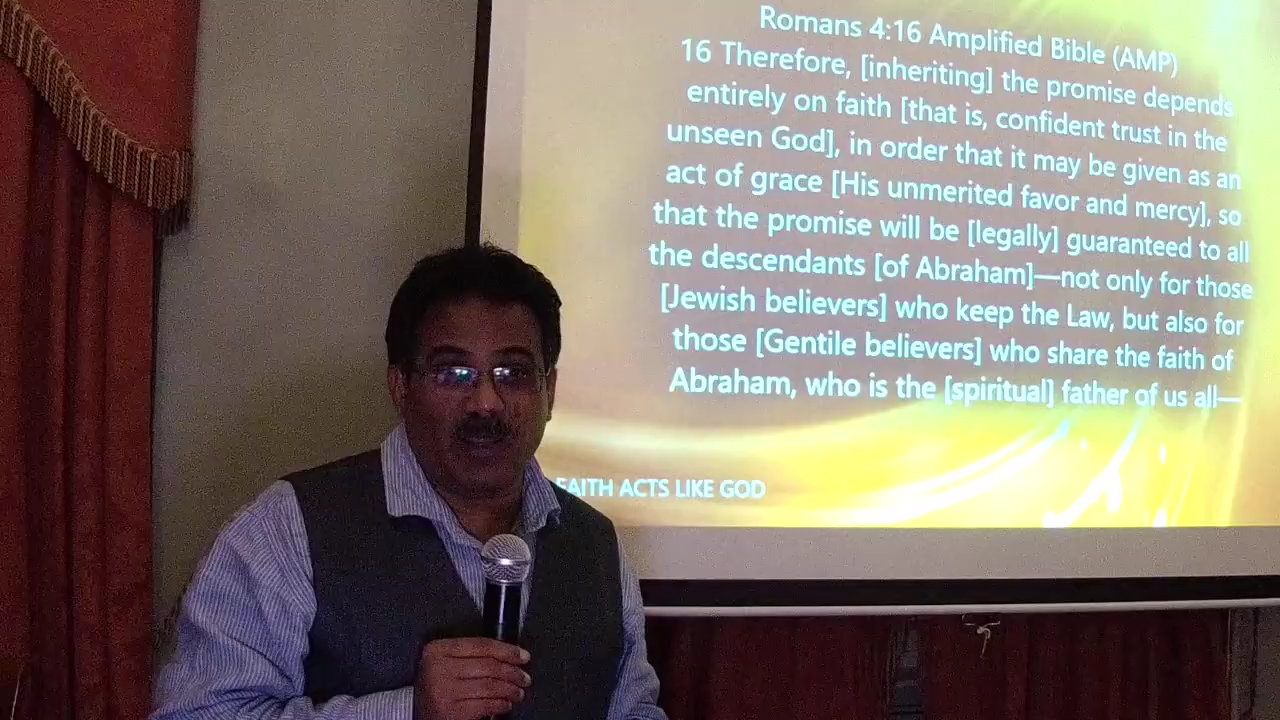 Romans 4:16 Amplified Bible (AMP)
16 Therefore, [inheriting] the promise depends
entirely on faith [that is, confident trust in the
unseen God], in order that it may be given as an
act of grace [His unmerited favor and mercy], so
that the promise will be [legally] guaranteed to all
the descendants [of Abraham]—not only for those
[Jewish believers] who keep the Law, but also for
those [Gentile believers] who share the faith of
Abraham, who is the [spiritual] father of us all—
FAITH ACTS LIKE GOD